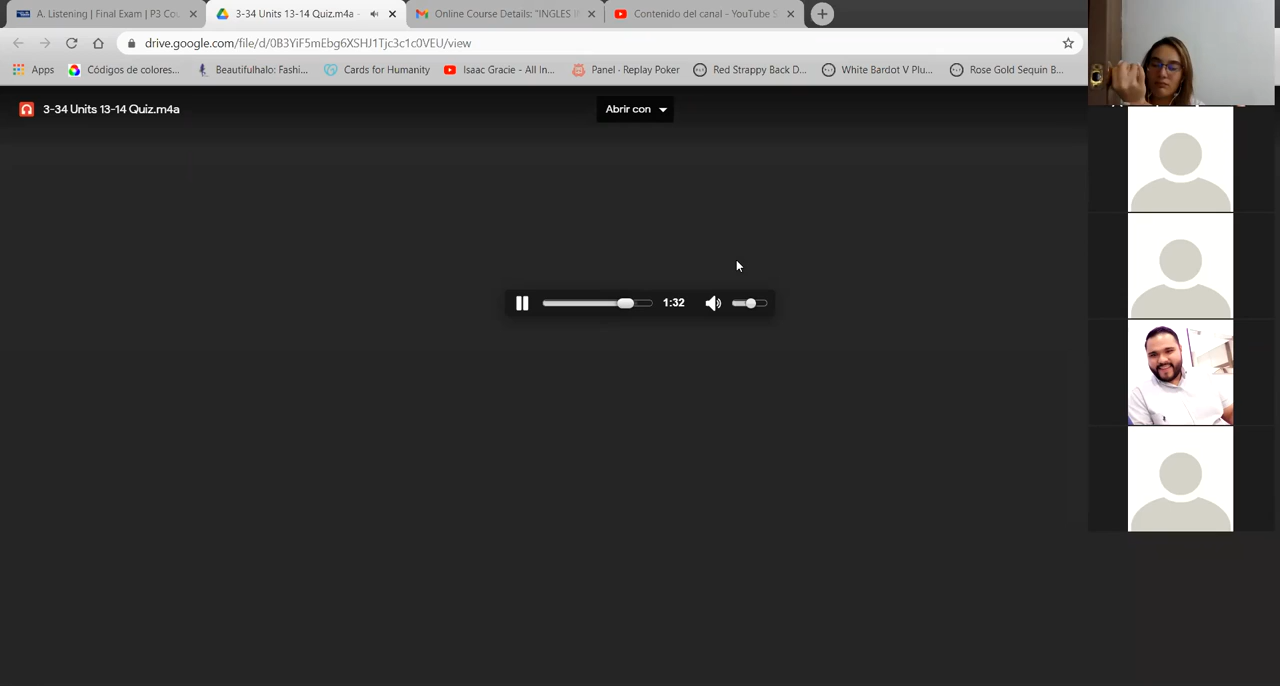 A. Listening | Final Exam | P3 Cou
3-34 Units 13-14 Quiz.m4a -
Online Course Details: "INGLES I
Contenido del canal - YouTube S
drive.google.com/file/d/0B3YiF5mEbg6XSHJ1Tjc3c1c0VEU/view
Apps
Códigos de colores...
Beautifulhalo: Fashi...
Cards for Humanity
Isaac Gracie - All In...
Panel - Replay Poker
Red Strappy Back D...
White Bardot V Plu...
Rose Gold Sequin B...
3-34 Units 13-14 Quiz.m4a
Abrir con
1:32